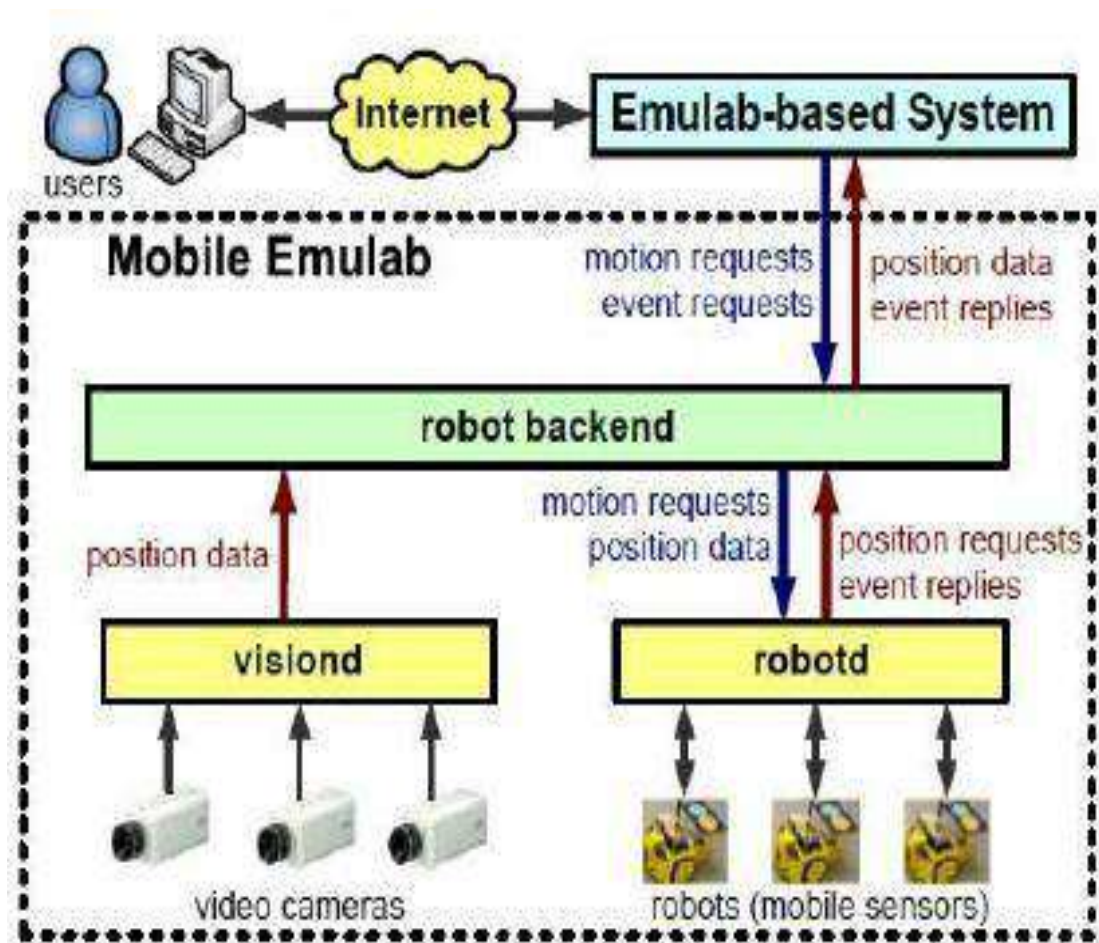 users
Internet
Emulab-based System
Mobile Emulab
motion requests
event requests
position data
event replies
robot backend
position data
motion requests
position data
position requests
event replies
visiond
robotd
video cameras
robots (mobile sensors)